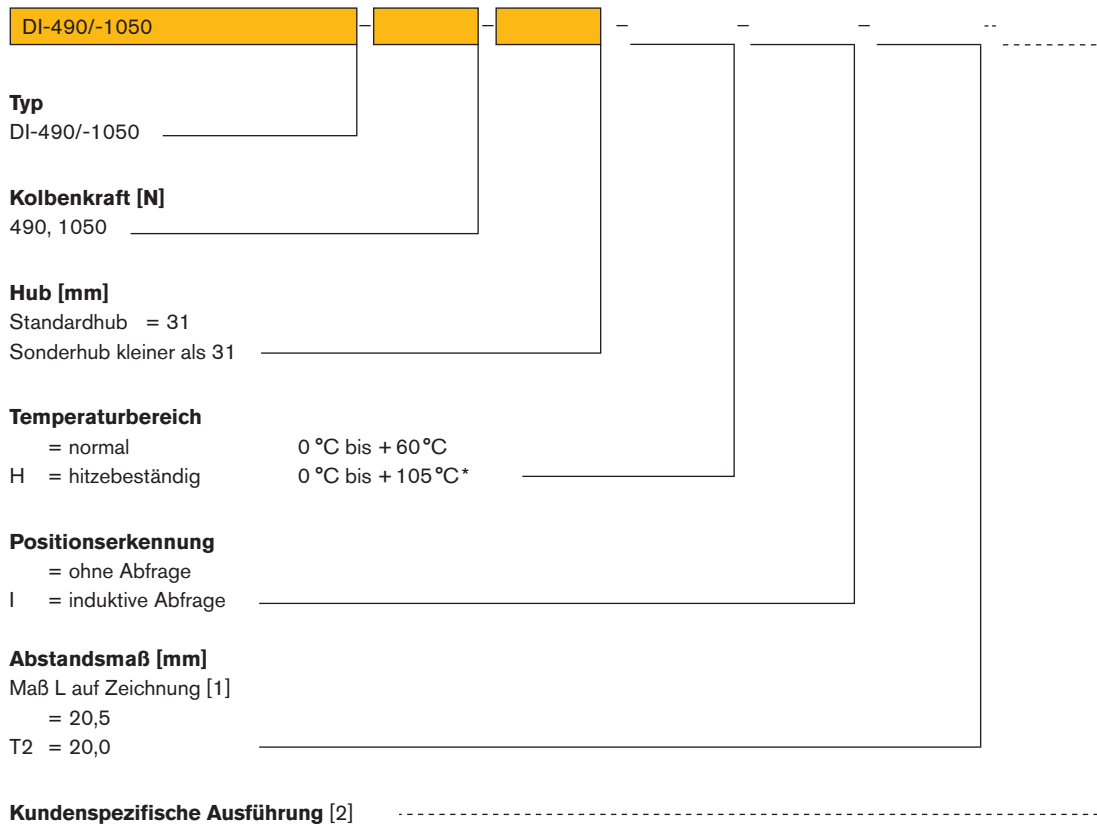 DI-490/-1050 – – – – – --
Typ
DI-490/-1050
Kolbenkraft [N]
490, 1050
Hub [mm]
Standardhub = 31
Sonderhub kleiner als 31
Temperaturbereich
= normal 0 °C bis + 60 °C
H = hitzebeständig 0 °C bis + 105 °C*
Positionserkennung
= ohne Abfrage
I = induktive Abfrage
Abstandsmaß [mm]
Maß L auf Zeichnung [1]
= 20,5
T2 = 20,0
Kundenspezifische Ausführung [2]